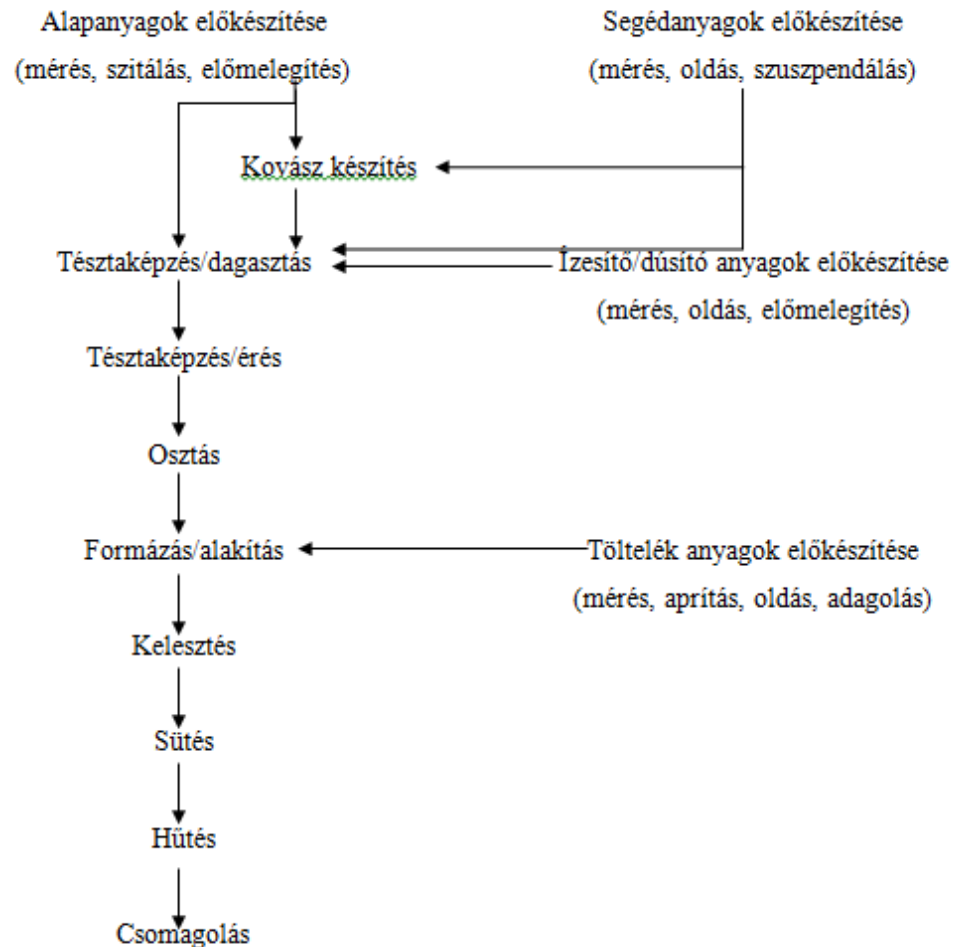 Alapanyagok előkészítése
(mérés, szitálás, előmelegítés)
Segédanyagok előkészítése
(mérés, oldás, szuszpendálás)
Kovász készítés
Tésztaképzés/dagasztás
Ízesítő/dúsító anyagok előkészítése
(mérés, oldás, előmelegítés)
Tésztaképzés/érés
Osztás
Formázás/alakítás
Töltelék anyagok előkészítése
(mérés, aprítás, oldás, adagolás)
Kelesztés
Sütés
Hűtés
Csomagolás